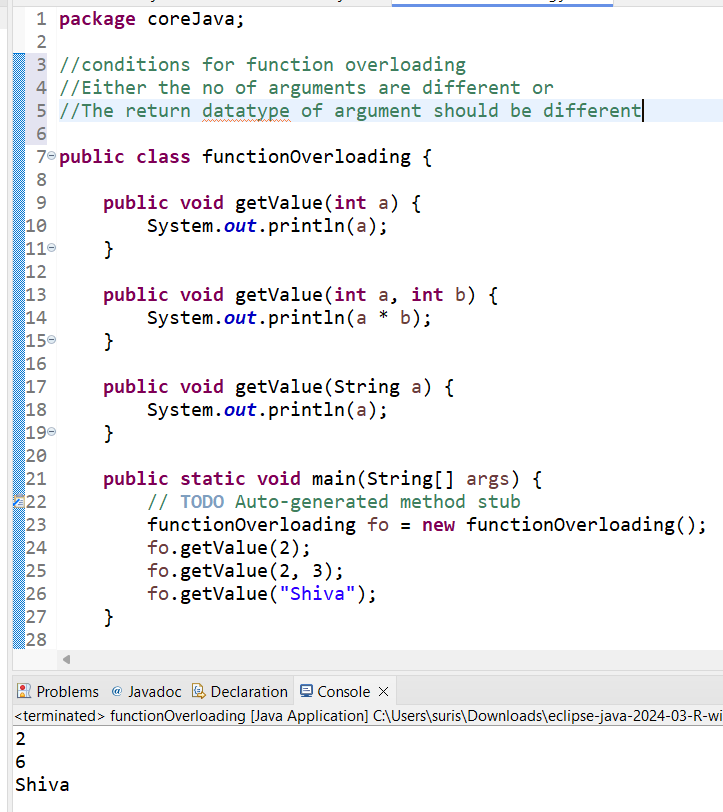 1 package coreJava;
2
3 //conditions for function overloading
4 //Either the no of arguments are different or
5 //The return datatype of argument should be different
6
7 public class functionOverloading {
8
9 public void getValue(int a) {
10 System.out.println(a);
11 }
12
13 public void getValue(int a, int b) {
14 System.out.println(a * b);
15 }
16
17 public void getValue(String a) {
18 System.out.println(a);
19 }
20
21 public static void main(String[] args) {
22 // TODO Auto-generated method stub
23 functionOverloading fo = new functionOverloading();
24 fo.getValue(2);
25 fo.getValue(2, 3);
26 fo.getValue("Shiva");
27 }
28
Problems @ Javadoc Declaration Console
<terminated> functionOverloading [Java Application] C:\Users\suris\Downloads\eclipse-java-2024-03-R-wi
2
6
Shiva